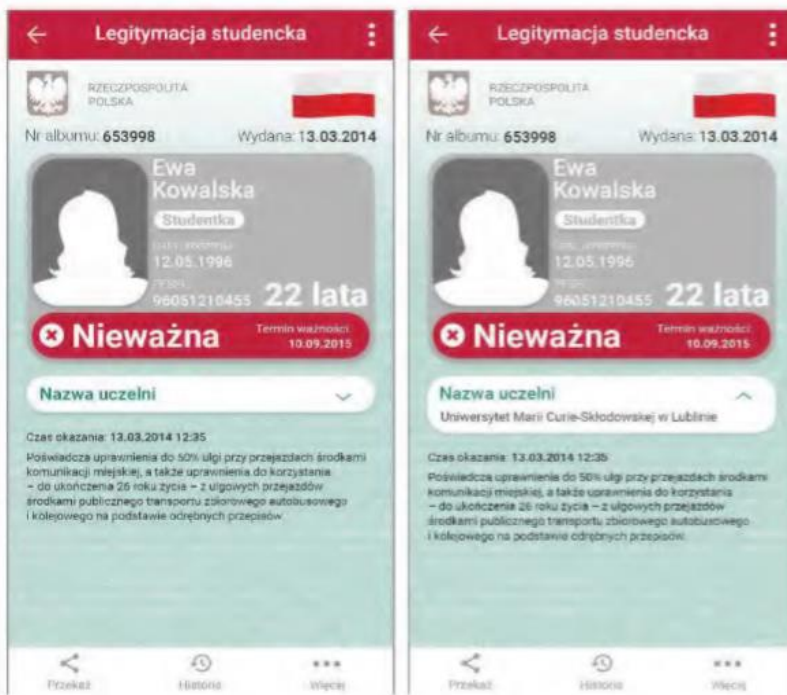 Legitymacja studencka
RZECZPOSPOLITA
POLSKA
Nr albumu: 653998 Wydana: 13.03.2014
Ewa
Kowalska
Studentka
12.05.1996
96051210455 22 lata
Nieważna Termin ważności:
10.09.2015
Nazwa uczelni
Czas okazania: 13.03.2014 12:35
Poświadcza uprawnienia do 50% ulgi przy przejazdach środkami
komunikacji miejskiej, a także uprawnienia do korzystania
– do ukończenia 26 roku życia – z ulgowych przejazdów
środkami publicznego transportu zbiorowego autobusowego
i kolejowego na podstawie odrębnych przepisów.
Przekaż Historia Więcej
Legitymacja studencka
RZECZPOSPOLITA
POLSKA
Nr albumu: 653998 Wydana: 13.03.2014
Ewa
Kowalska
Studentka
12.05.1996
96051210455 22 lata
Nieważna Termin ważności:
10.09.2015
Nazwa uczelni
Uniwersytet Marii Curie-Skłodowskiej w Lublinie
Czas okazania: 13.03.2014 12:35
Poświadcza uprawnienia do 50% ulgi przy przejazdach środkami
komunikacji miejskiej, a także uprawnienia do korzystania
– do ukończenia 26 roku życia – z ulgowych przejazdów
środkami publicznego transportu zbiorowego autobusowego
i kolejowego na podstawie odrębnych przepisów.
Przekaż Historia Więcej